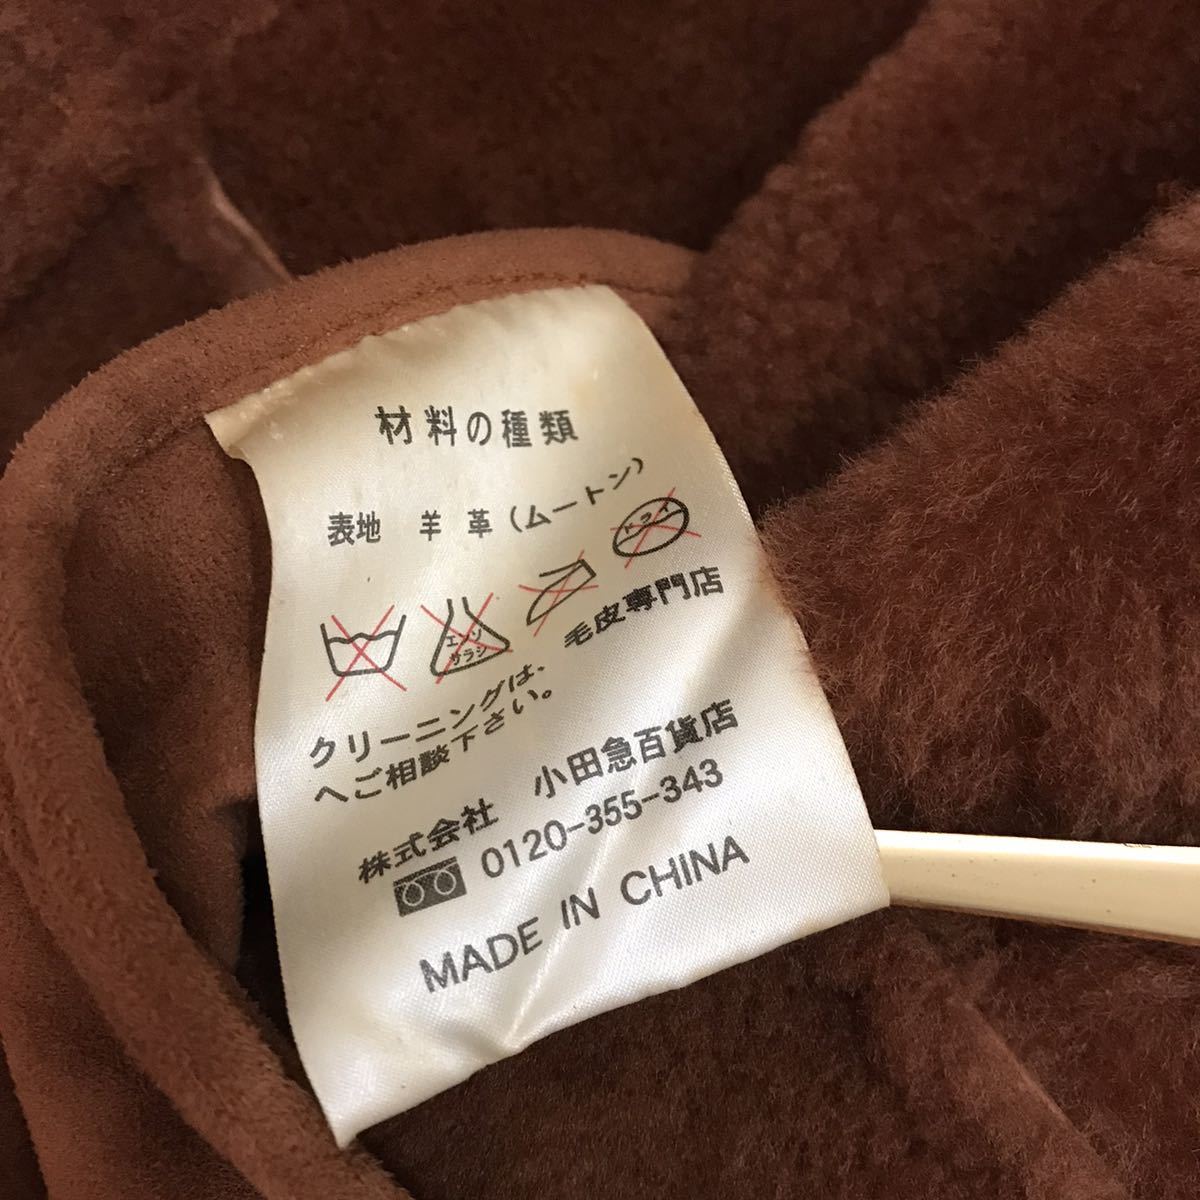 材料の種類
表地 羊革(ムートン)
エンソ
サラシ
ドライ
クリーニングは、毛皮専門店
へご相談下さい。
株式会社 小田急百貨店
0120-355-343
MADE IN CHINA